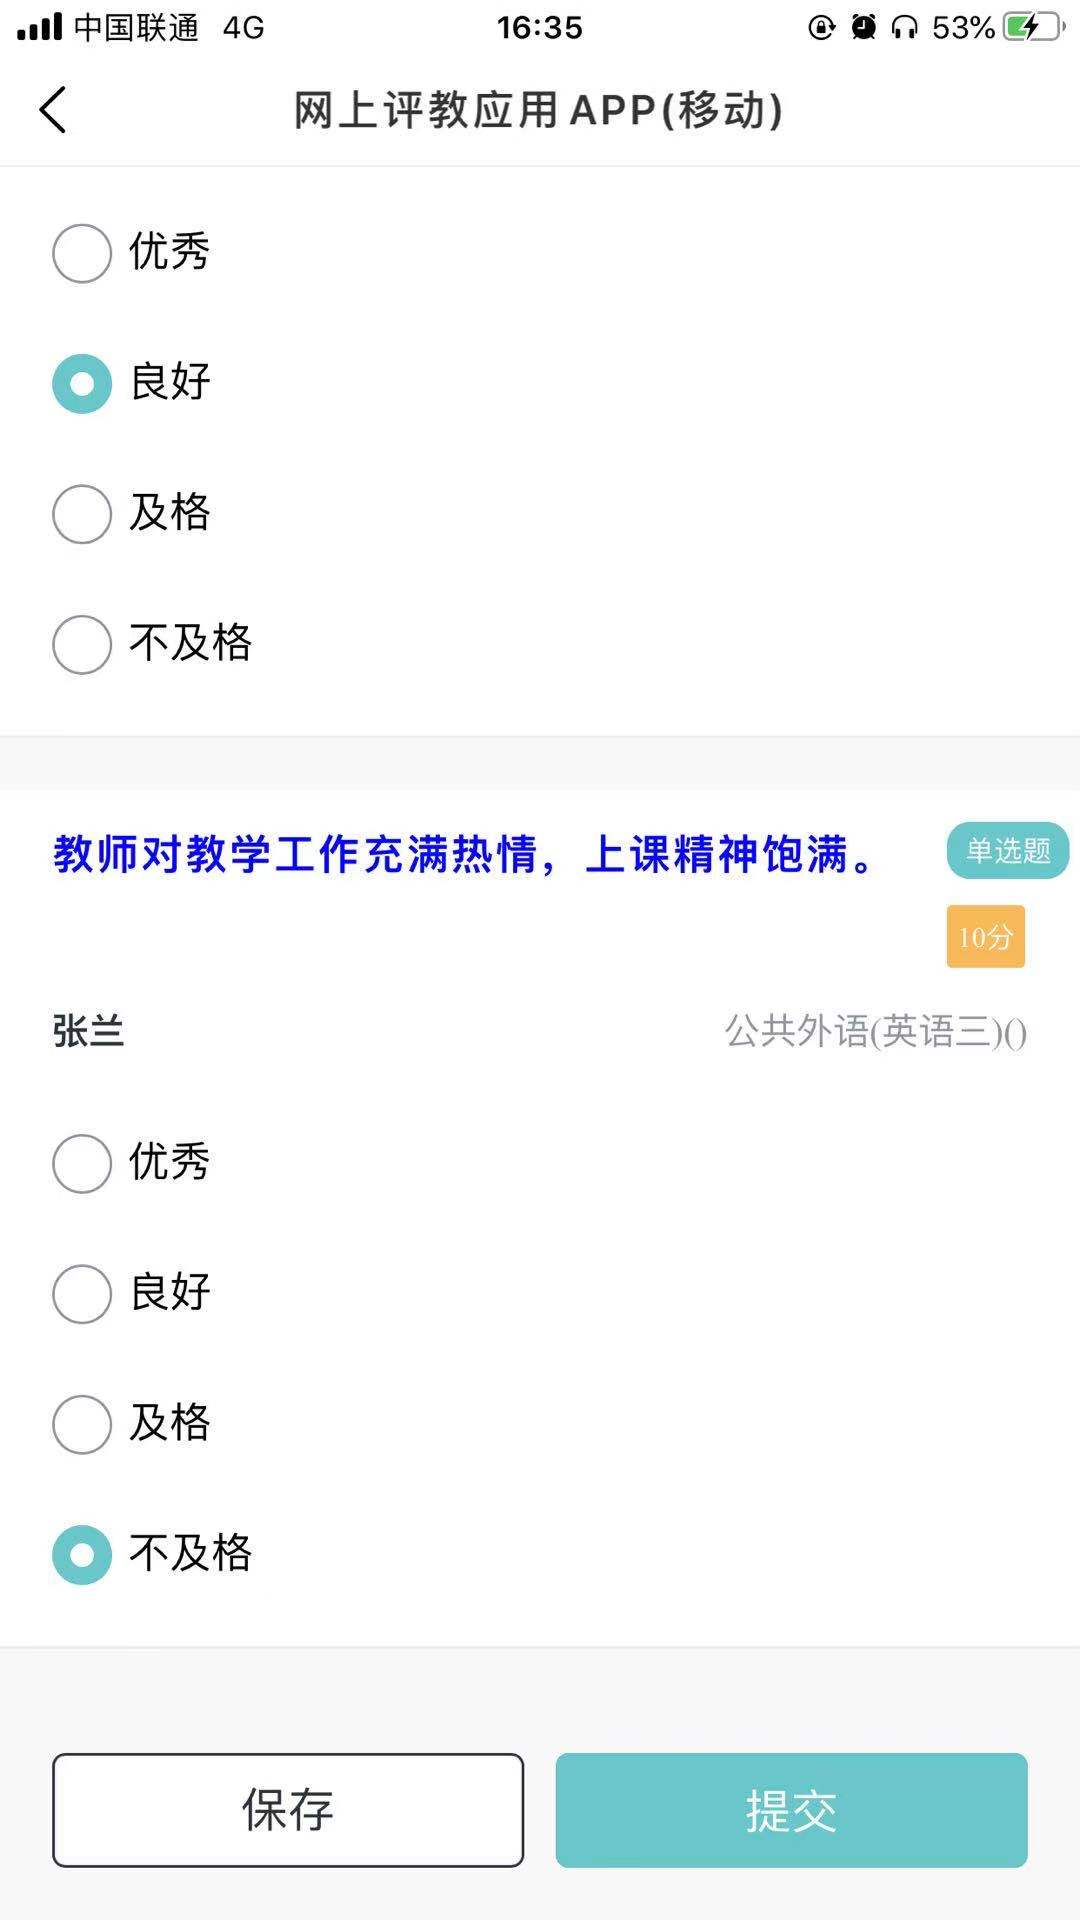 中国联通 4G 16:35 53%
网上评教应用APP(移动)
优秀
良好
及格
不及格
教师对教学工作充满热情，上课精神饱满。 单选题
10分
张兰 公共外语(英语三)()
优秀
良好
及格
不及格
保存 提交